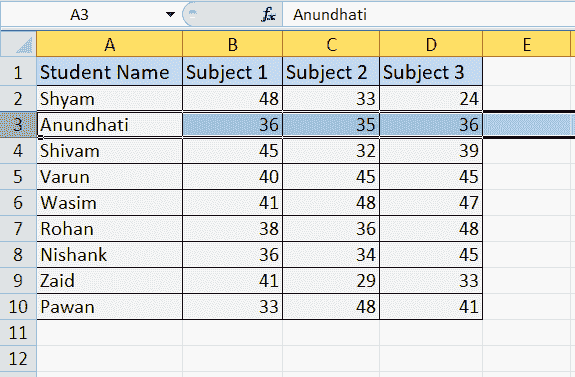 A3 fx Anundhati
A B C D E
1 Student Name Subject 1 Subject 2 Subject 3
2 Shyam 48 33 24
3 Anundhati 36 35 36
4 Shivam 45 32 39
5 Varun 40 45 45
6 Wasim 41 48 47
7 Rohan 38 36 48
8 Nishank 36 34 45
9 Zaid 41 29 33
10 Pawan 33 48 41
11
12